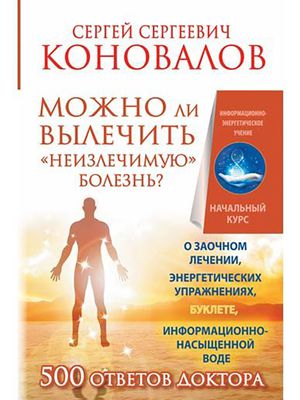 СЕРГЕЙ СЕРГЕЕВИЧ
КОНОВАЛОВ
МОЖНО ЛИ
ВЫЛЕЧИТЬ
«НЕИЗЛЕЧИМУЮ»
БОЛЕЗНЬ?
ИНФОРМАЦИОННО-
ЭНЕРГЕТИЧЕСКОЕ
УЧЕНИЕ
НАЧАЛЬНЫЙ
КУРС
О ЗАОЧНОМ
ЛЕЧЕНИИ,
ЭНЕРГЕТИЧЕСКИХ
УПРАЖНЕНИЯХ,
БУКЛЕТЕ,
ИНФОРМАЦИОННО-
НАСЫЩЕННОЙ
ВОДЕ
500 ОТВЕТОВ ДОКТОРА